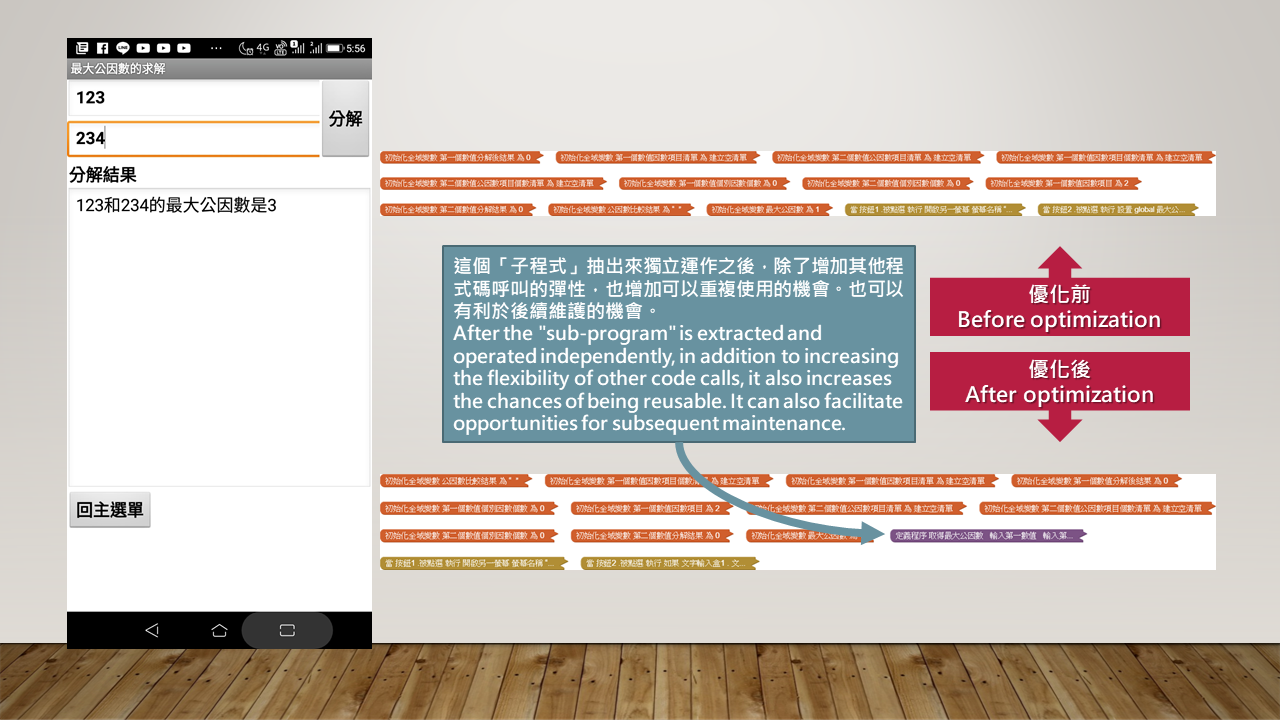 4G
5:56
最大公因數的求解
123
234
分解
分解結果
123和234的最大公因數是3
回主選單
初始化全域變數 第一個數值分解後結果 為 0
初始化全域變數 第一個數值因數項目清單 為 建立空清單
初始化全域變數 第二個數值公因數項目清單 為 建立空清單
初始化全域變數 第一個數值因數項目個數清單 為 建立空清單
初始化全域變數 第二個數值公因數項目個數清單 為 建立空清單
初始化全域變數 第一個數值個別因數個數 為 0
初始化全域變數 第二個數值個別因數個數 為 0
初始化全域變數 第一個數值因數項目 為 2
初始化全域變數 第二個數值分解結果 為 0
初始化全域變數 公因數比較結果 為 " "
初始化全域變數 最大公因數 為 1
當 按鈕1 .被點選 執行 開啟另一螢幕 螢幕名稱 "...
當 按鈕2 .被點選 執行 設置 global 最大公...
這個「子程式」抽出來獨立運作之後，除了增加其他程
式碼呼叫的彈性，也增加可以重複使用的機會。也可以
有利於後續維護的機會。
After the "sub-program" is extracted and
operated independently, in addition to increasing
the flexibility of other code calls, it also increases
the chances of being reusable. It can also facilitate
opportunities for subsequent maintenance.
優化前
Before optimization
優化後
After optimization
初始化全域變數 公因數比較結果 為 " "
初始化全域變數 第一個數值因數項目個數清單 為 建立空清單
初始化全域變數 第一個數值因數項目清單 為 建立空清單
初始化全域變數 第一個數值分解後結果 為 0
初始化全域變數 第一個數值個別因數個數 為 0
初始化全域變數 第一個數值因數項目 為 2
初始化全域變數 第二個數值公因數項目清單 為 建立空清單
初始化全域變數 第二個數值公因數項目個數清單 為 建立空清單
初始化全域變數 第二個數值個別因數個數 為 0
初始化全域變數 第二個數值分解結果 為 0
初始化全域變數 最大公因數
定義程序 取得最大公因數 輸入第一數值 輸入第...
當 按鈕1 .被點選 執行 開啟另一螢幕 螢幕名稱 "...
當 按鈕2 .被點選 執行 如果 文字輸入盒1 . 文...